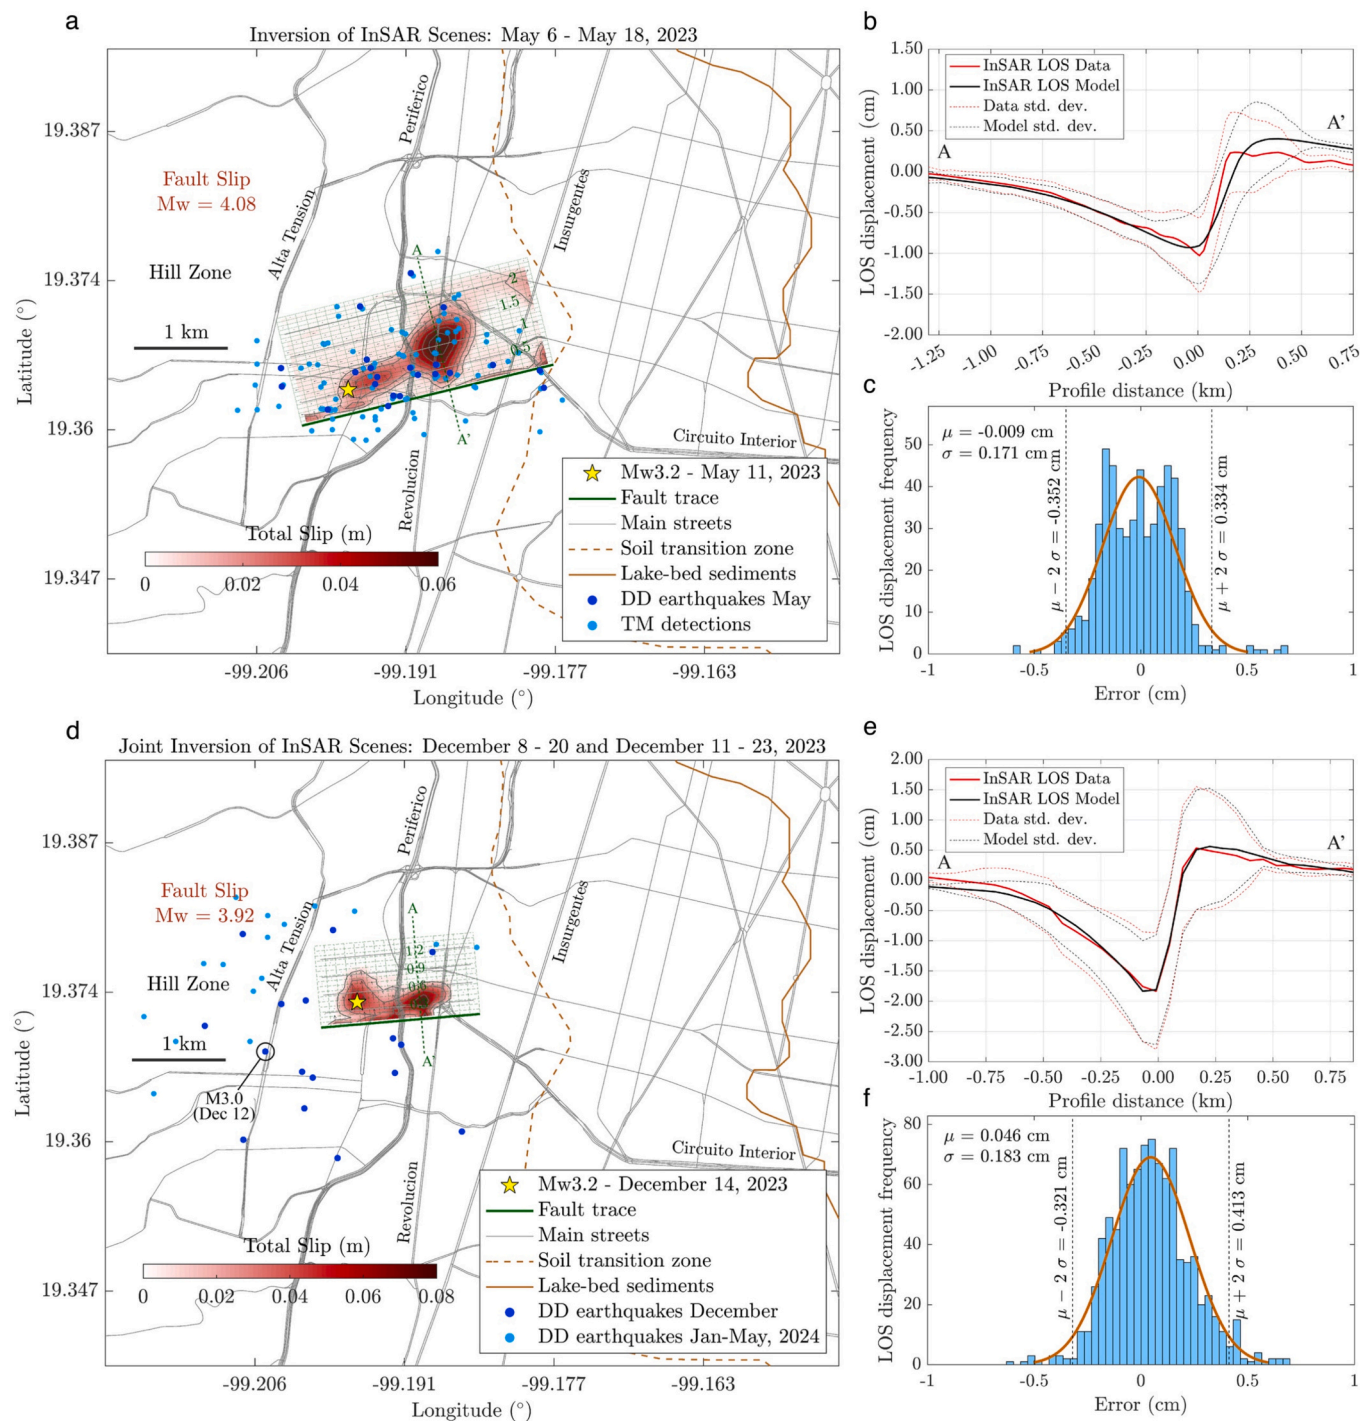 a
Inversion of InSAR Scenes: May 6 - May 18, 2023
19.387
19.374
19.36
19.347
Latitude (°)
-99.206
-99.191
-99.177
-99.163
Longitude (°)
Fault Slip
Mw = 4.08
Hill Zone
1 km
Alta Tension
Periferico
Insurgentes
Revolucion
Circuito Interior
A
A'
2
1.5
1
0.5
Total Slip (m)
0
0.02
0.04
0.06
Mw3.2 - May 11, 2023
Fault trace
Main streets
Soil transition zone
Lake-bed sediments
DD earthquakes May
TM detections
b
1.50
1.00
0.50
0.00
-0.50
-1.00
-1.50
-2.00
LOS displacement (cm)
InSAR LOS Data
InSAR LOS Model
Data std. dev.
Model std. dev.
A
A'
-1.25
-1.00
-0.75
-0.50
-0.25
0.00
0.25
0.50
0.75
Profile distance (km)
c
LOS displacement frequency
50
40
30
20
10
0
μ = -0.009 cm
σ = 0.171 cm
μ − 2 σ = -0.352 cm
μ + 2 σ = 0.334 cm
-1
-0.5
0
0.5
1
Error (cm)
d
Joint Inversion of InSAR Scenes: December 8 - 20 and December 11 - 23, 2023
19.387
19.374
19.36
19.347
Latitude (°)
-99.206
-99.191
-99.177
-99.163
Longitude (°)
Fault Slip
Mw = 3.92
Hill Zone
1 km
M3.0
(Dec 12)
Alta Tension
Periferico
Insurgentes
Revolucion
Circuito Interior
A
A'
1.2
0.9
0.6
Total Slip (m)
0
0.02
0.04
0.06
0.08
Mw3.2 - December 14, 2023
Fault trace
Main streets
Soil transition zone
Lake-bed sediments
DD earthquakes December
DD earthquakes Jan-May, 2024
e
2.00
1.50
1.00
0.50
0.00
-0.50
-1.00
-1.50
-2.00
-2.50
-3.00
LOS displacement (cm)
InSAR LOS Data
InSAR LOS Model
Data std. dev.
Model std. dev.
A
A'
-1.00
-0.75
-0.50
-0.25
0.00
0.25
0.50
0.75
Profile distance (km)
f
LOS displacement frequency
80
60
40
20
0
μ = 0.046 cm
σ = 0.183 cm
μ − 2 σ = -0.321 cm
μ + 2 σ = 0.413 cm
-1
-0.5
0
0.5
1
Error (cm)